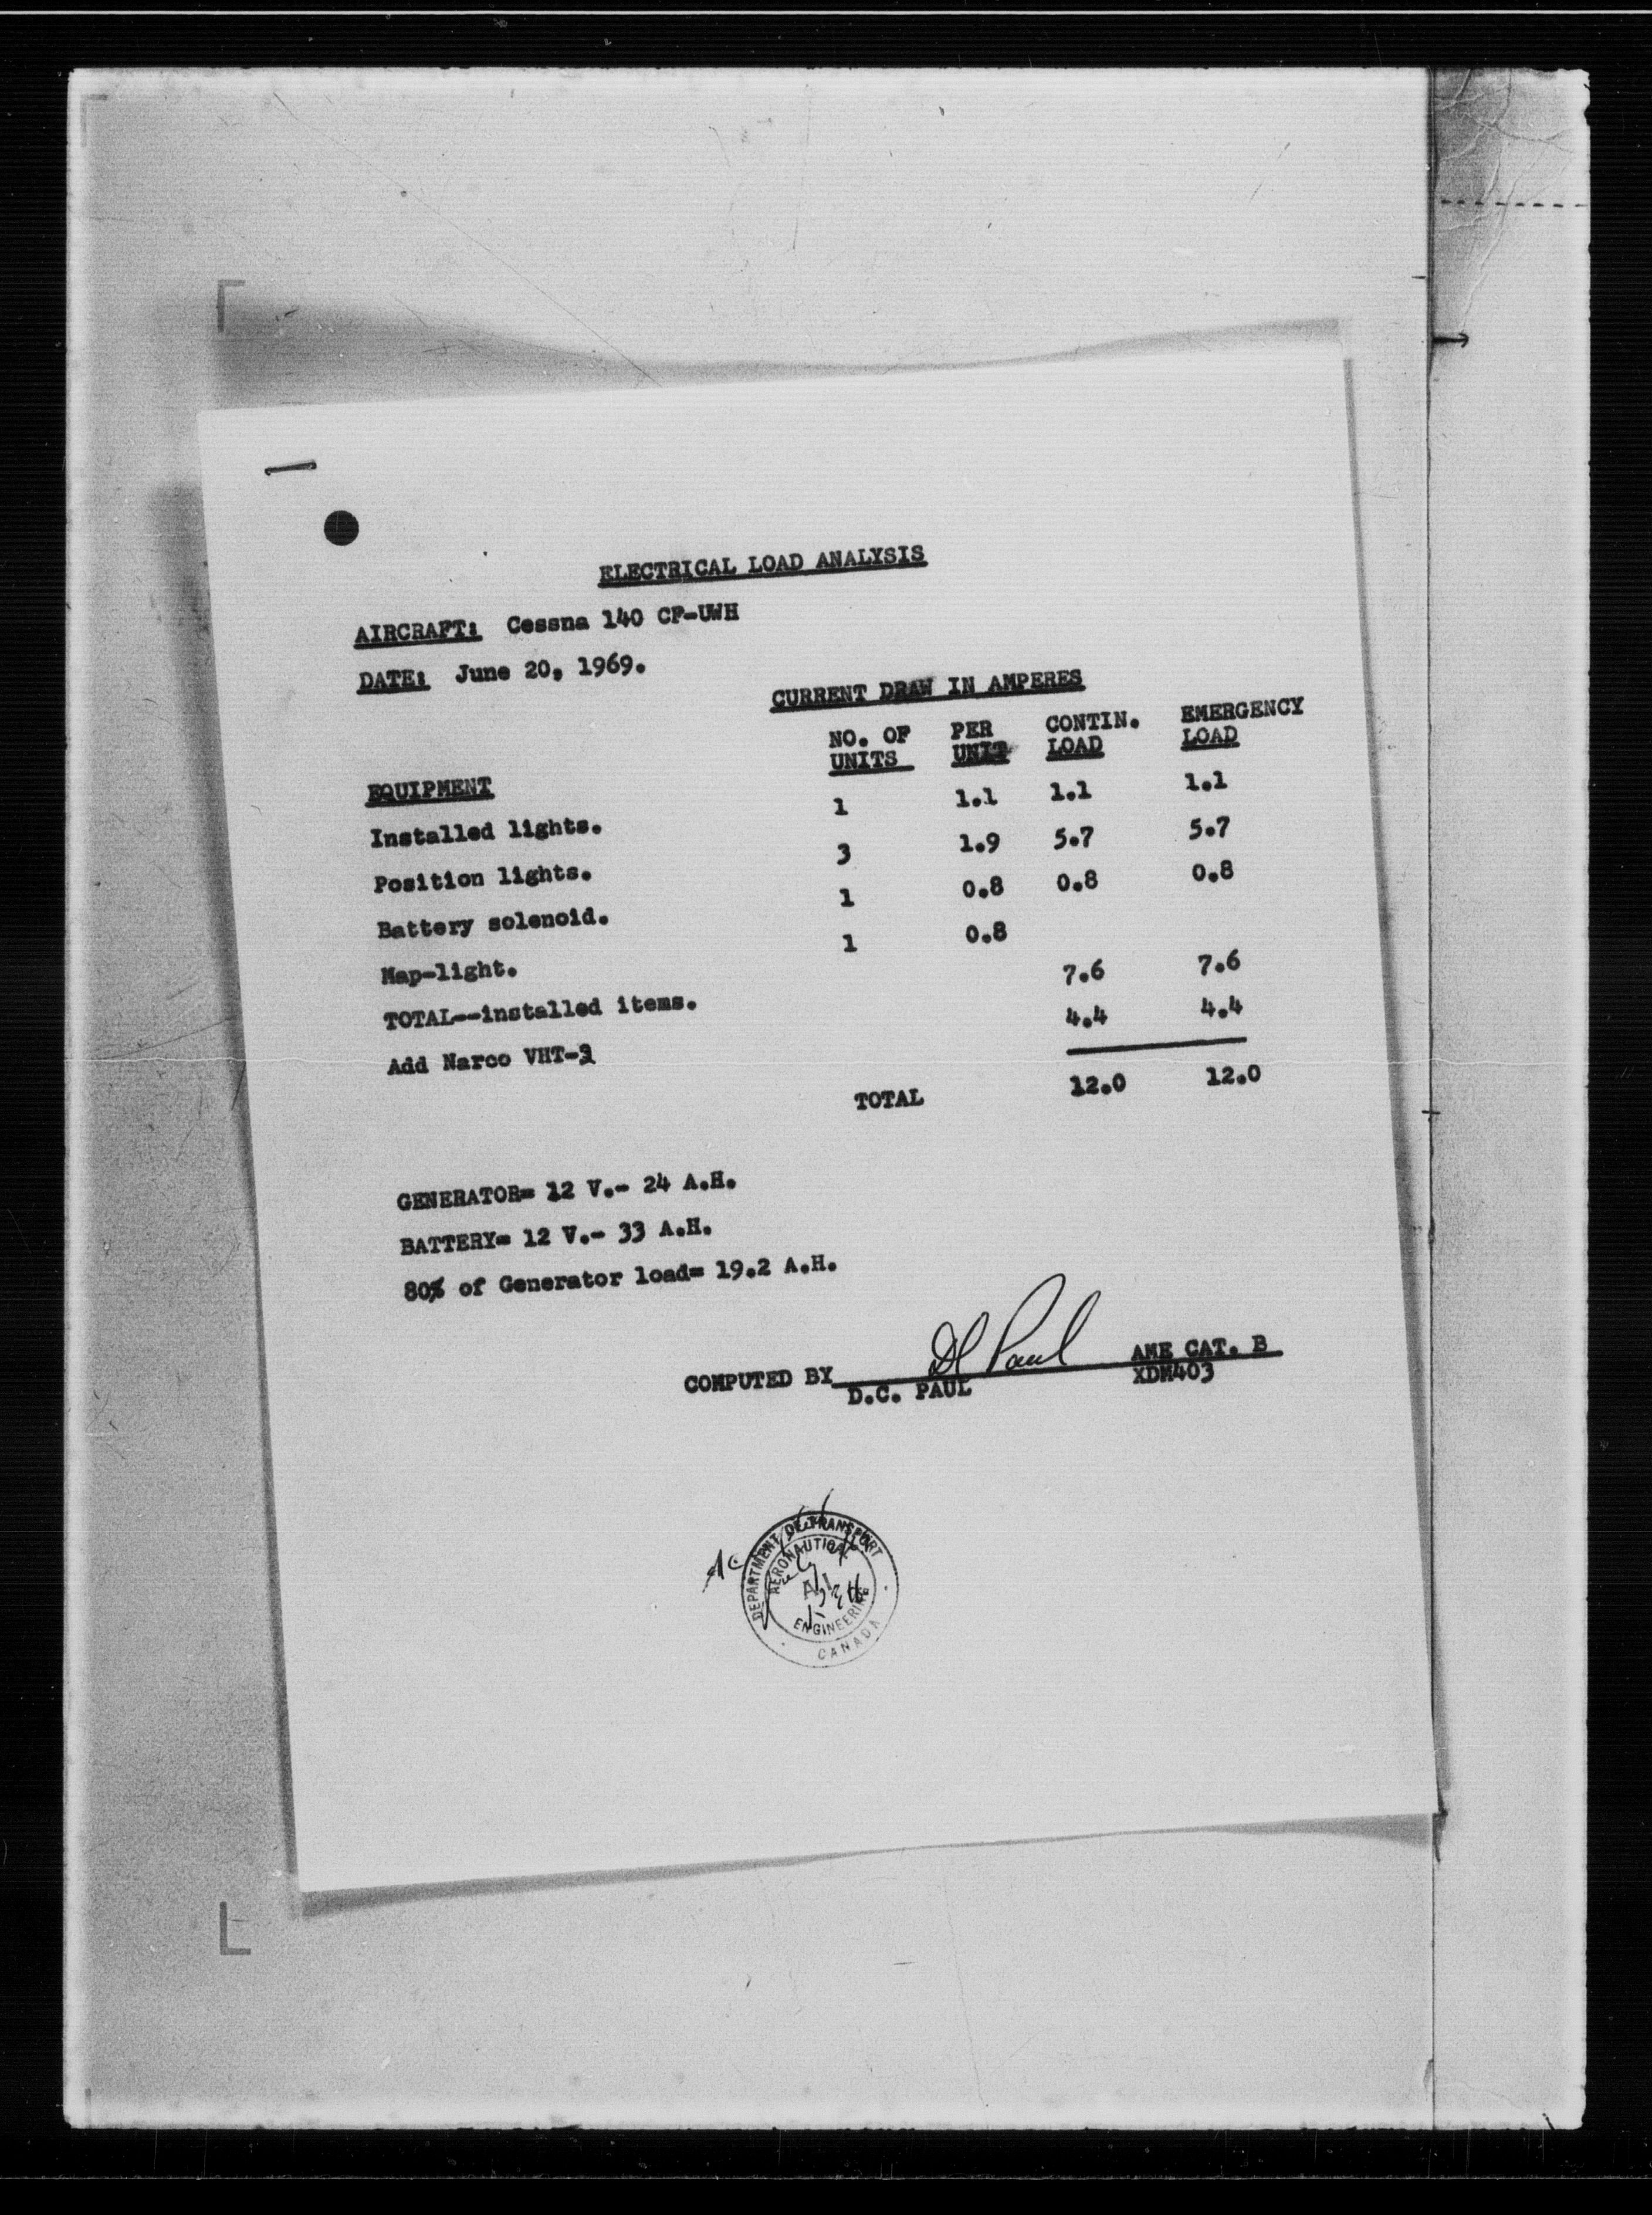 ELECTRICAL LOAD ANALYSIS
AIRCRAFT: Cessna 140 CF-UWH
DATE: June 20, 1969.
CURRENT DRAW IN AMPERES
EQUIPMENT NO. OF UNITS PER UNIT CONTIN. LOAD EMERGENCY LOAD
Installed lights. 1 1.1 1.1 1.1
Position lights. 3 1.9 5.7 5.7
Battery solenoid. 1 0.8 0.8 0.8
Map-light. 1 0.8
TOTAL--installed items. 7.6 7.6
Add Narco VHT-3 4.4 4.4
TOTAL 12.0 12.0
GENERATOR= 12 V.- 24 A.H.
BATTERY= 12 V.- 33 A.H.
80% of Generator load= 19.2 A.H.
COMPUTED BY DC Paul AME CAT. B
D.C. PAUL XDM403
DEPARTMENT OF TRANSPORT
AERONAUTICAL
ENGINEERING
CANADA